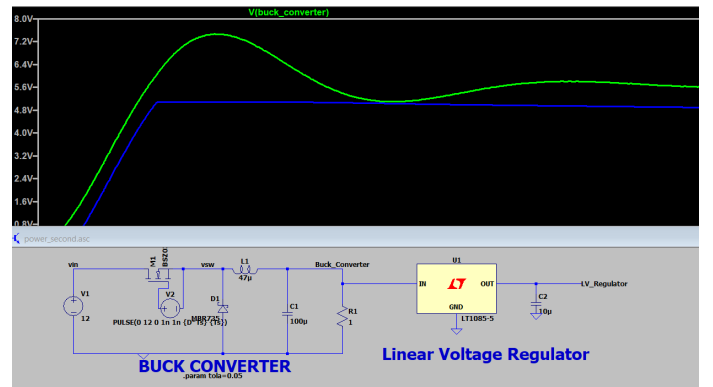 V(buck_converter)
8.0V
7.2V
6.4V
5.6V
4.8V
4.0V
3.2V
2.4V
1.6V
0.8V
power_second.asc
vin
M1
vsw
L1
47µ
Buck_Converter
U1
V1
12
V2
PULSE(0 12 0 1n 1n {D*Ts} {Ts})
D1
MBR735
C1
100µ
R1
1
IN
OUT
GND
LT1085-5
LV_Regulator
C2
10µ
BUCK CONVERTER
.param tola=0.05
Linear Voltage Regulator